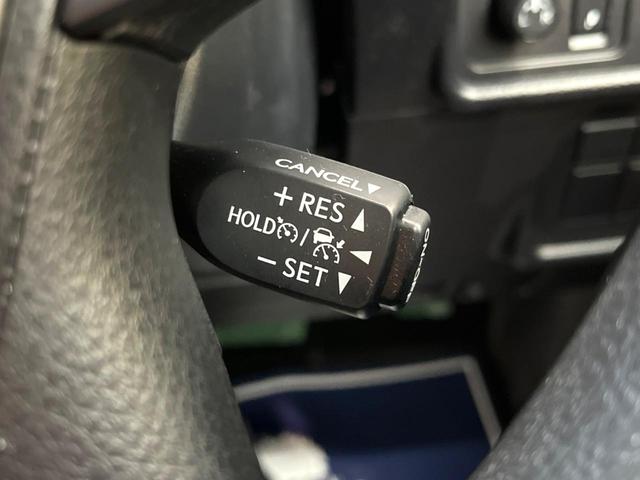 CANCEL▼
+ RES ▲
HOLD / ◀
− SET ▼